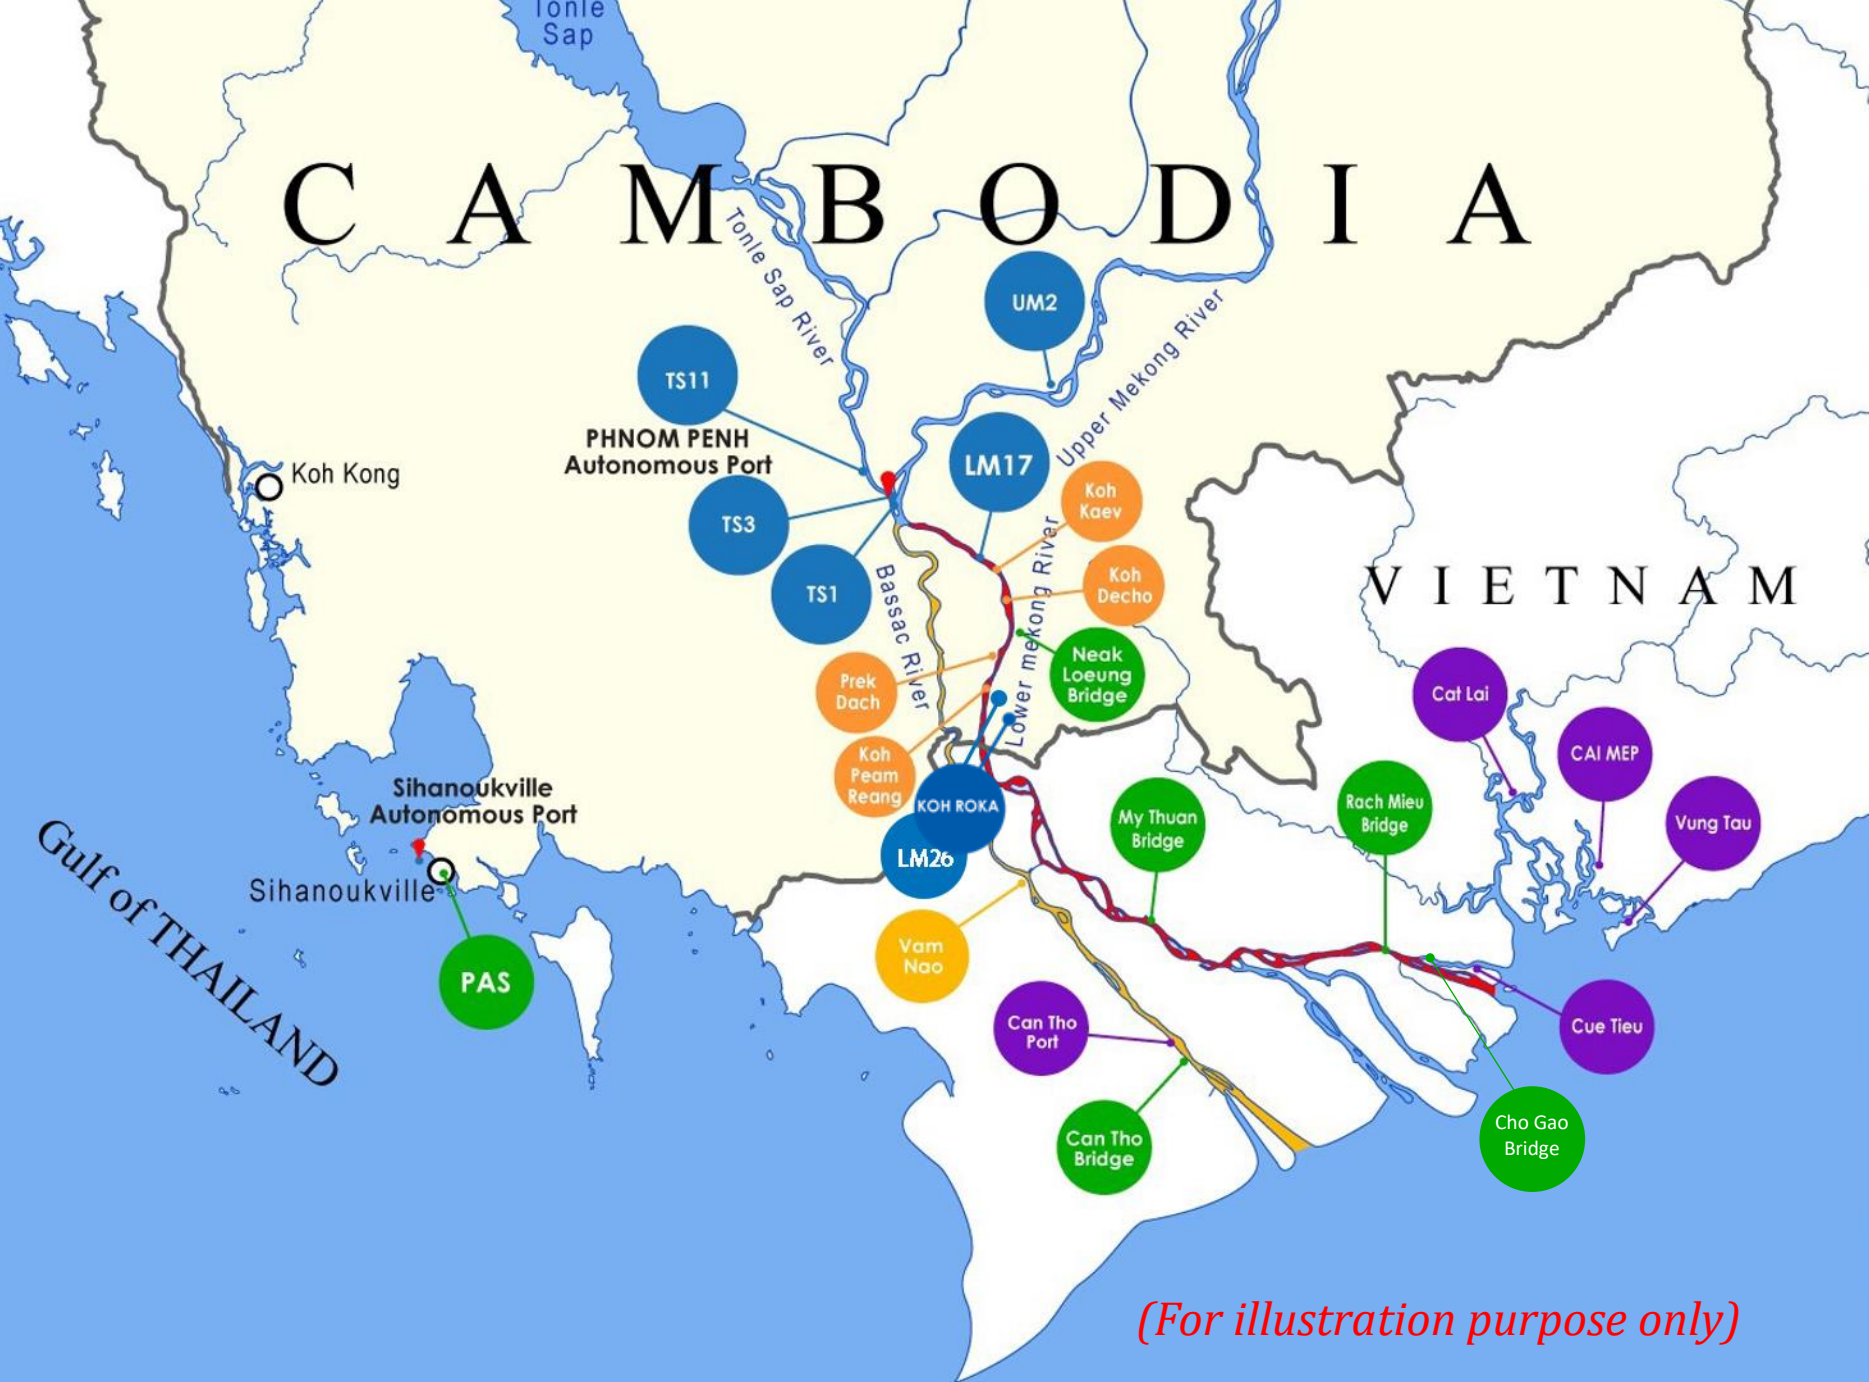 Tonle
Sap
C A M B O D I A
Tonle Sap River
UM2
Upper Mekong River
TS11
PHNOM PENH
Autonomous Port
LM17
Koh Kong
Koh
Kaev
TS3
Koh
Decho
TS1
Bassac River
Lower mekong River
V I E T N A M
Neak
Loeung
Bridge
Prek
Dach
Cat Lai
CAI MEP
Koh
Peam
Reang
KOH ROKA
Sihanoukville
Autonomous Port
My Thuan
Bridge
Rach Mieu
Bridge
Vung Tau
LM26
Sihanoukville
Gulf of THAILAND
Vam
Nao
PAS
Can Tho
Port
Cue Tieu
Cho Gao
Bridge
Can Tho
Bridge
(For illustration purpose only)